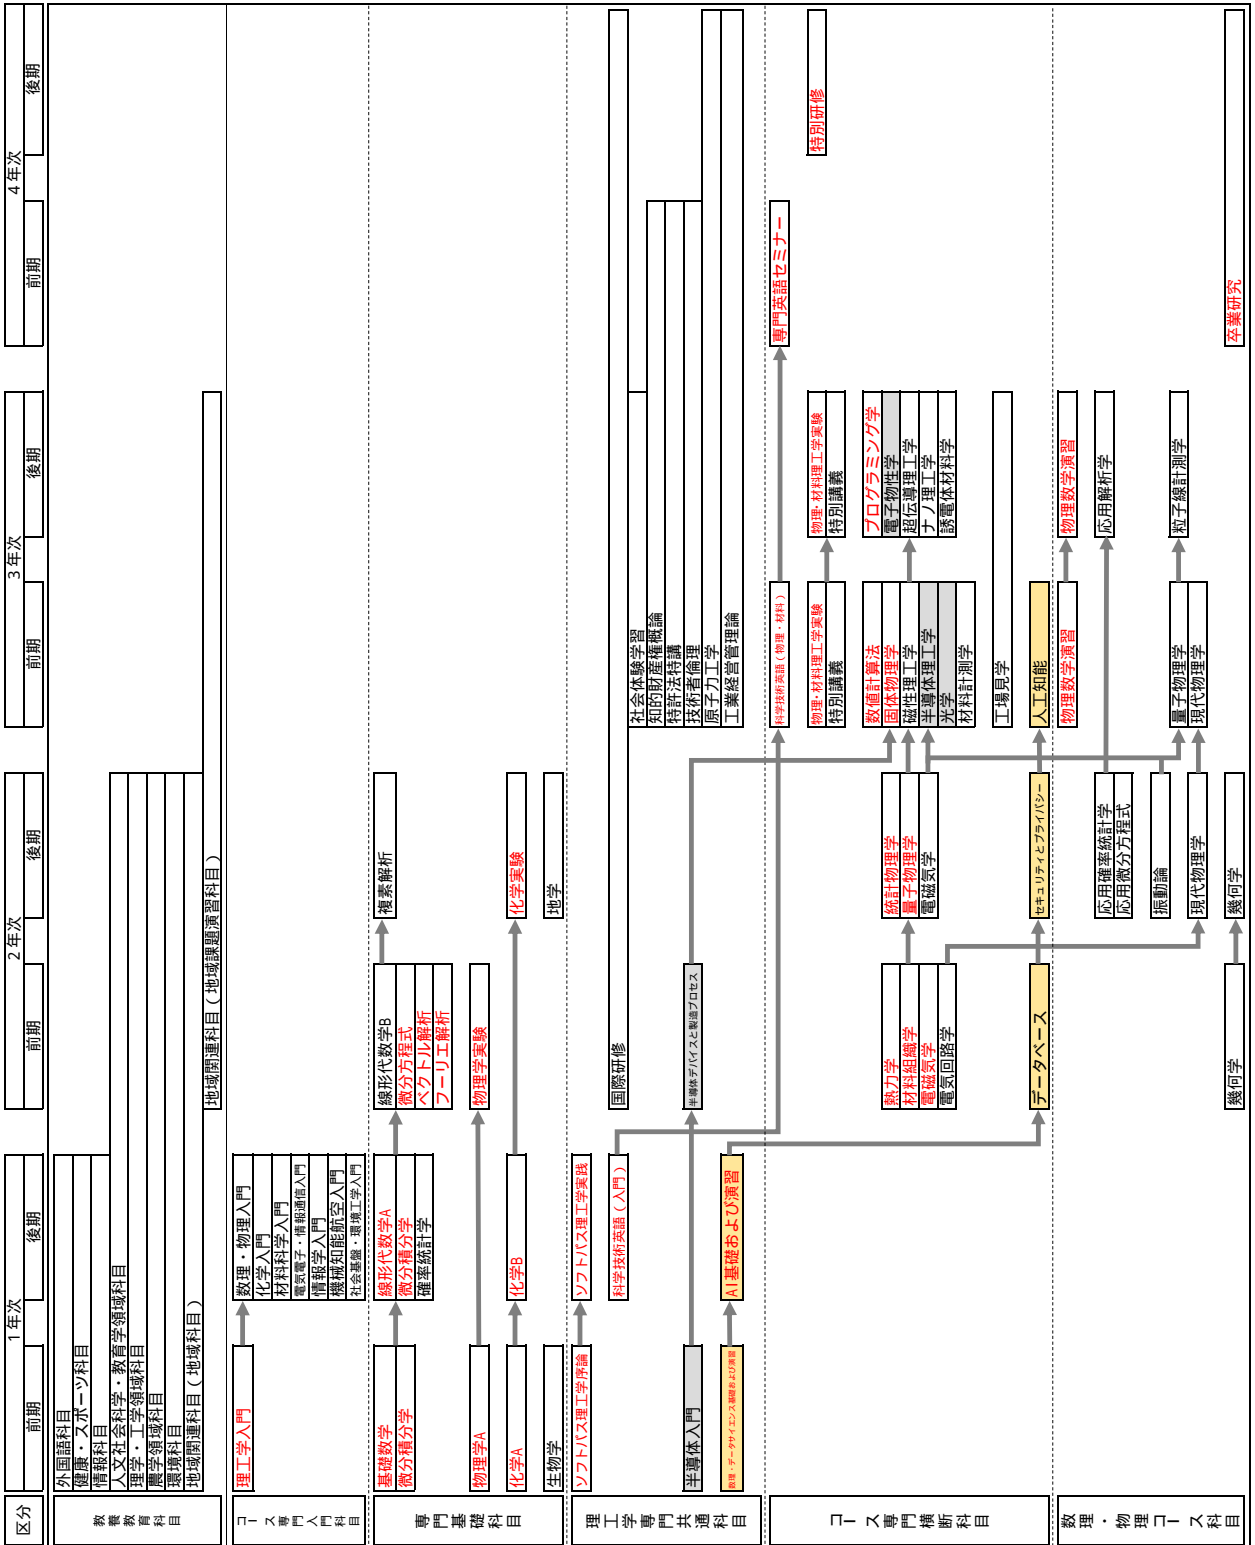 区分
1年次
2年次
3年次
4年次
前期
後期
前期
後期
前期
後期
前期
後期
教養教育科目
外国語科目
健康・スポーツ科目
情報科目
人文社会科学・教育学領域科目
理学・工学領域科目
農学領域科目
環境科目
地域関連科目(地域科目)
地域関連科目(地域課題演習科目)
コース専門入門科目
理工学入門
数理・物理入門
化学入門
材料科学入門
電気電子・情報通信入門
情報学入門
機械知能航空入門
社会基盤・環境工学入門
専門基礎科目
基礎数学
微分積分学
線形代数学A
微分積分学
確率統計学
線形代数学B
微分方程式
ベクトル解析
フーリエ解析
複素解析
物理学A
物理学実験
化学A
化学B
化学実験
生物学
地学
理工学専門共通科目
ソフトパス理工学序論
ソフトパス理工学実践
科学技術英語(入門)
国際研修
社会体験学習
知的財産権概論
特許法特講
技術者倫理
原子力工学
工業経営管理論
半導体入門
半導体デバイスと製造プロセス
数理・データサイエンス基礎および演習
AI基礎および演習
コース専門横断科目
科学技術英語(物理・材料)
専門英語セミナー
物理・材料理工学実験
特別講義
物理・材料理工学実験
特別講義
特別研修
熱力学
材料組織学
電磁気学
電気回路学
統計物理学
量子物理学
電磁気学
数値計算法
固体物理学
磁性理工学
半導体理工学
光学
材料計測学
プログラミング学
電子物性学
超伝導理工学
ナノ理工学
誘電体材料学
工場見学
データベース
セキュリティとプライバシー
人工知能
数理・物理コース科目
物理数学演習
物理数学演習
応用確率統計学
応用微分方程式
応用解析学
振動論
現代物理学
量子物理学
現代物理学
粒子線計測学
幾何学
幾何学
卒業研究